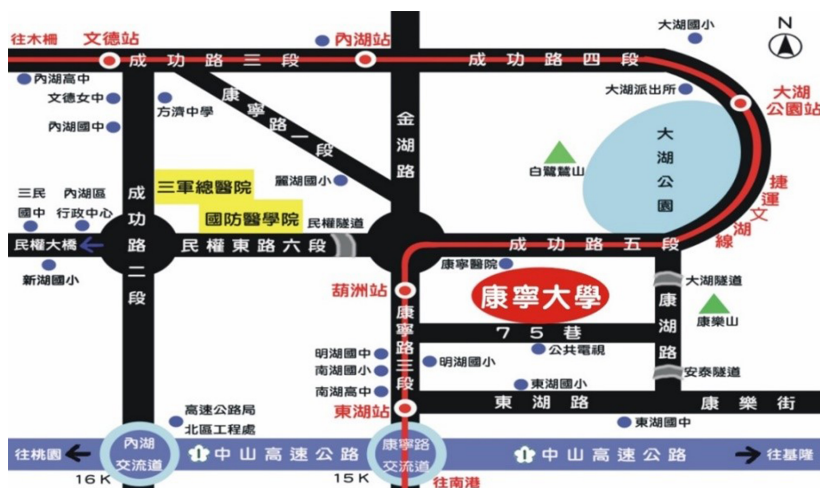 大湖國小
N
往木柵
文德站
內湖站
成功路三段
成功路四段
內湖高中
大湖派出所
大湖
公園站
文德女中
方濟中學
康寧路一段
金湖路
內湖國中
大湖公園
白鷺鷥山
麗湖國小
三軍總醫院
捷運文湖線
三民
國中
內湖區
行政中心
成功路二段
國防醫學院
民權隧道
民權大橋
民權東路六段
成功路五段
新湖國小
康寧醫院
大湖隧道
葫洲站
康寧大學
康湖路
康樂山
康寧路三段
75巷
明湖國中
明湖國小
公共電視
南湖國小
安泰隧道
南湖高中
東湖國小
高速公路局
北區工程處
東湖站
東湖路
康樂街
東湖國中
往桃園
內湖
交流道
1
中山高速公路
康寧路
交流道
1
中山高速公路
往基隆
16K
15K
往南港